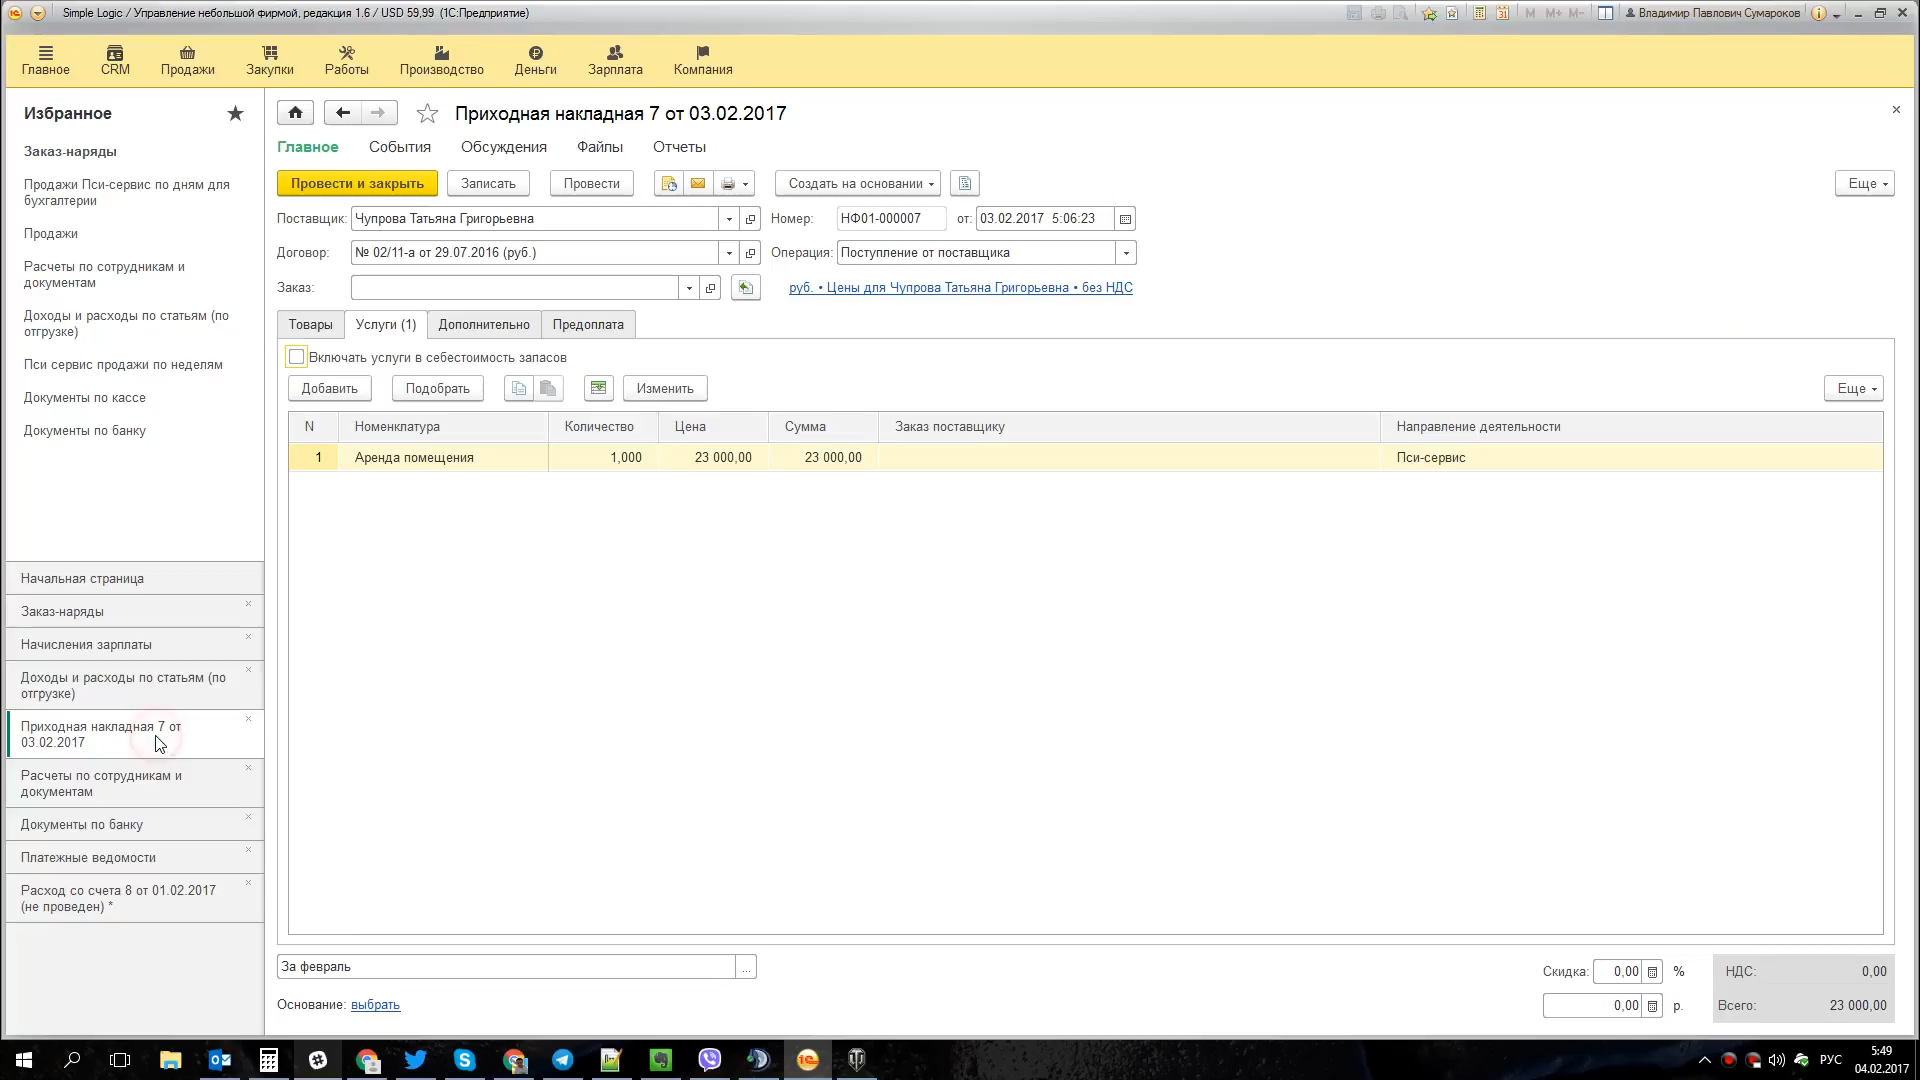 Simple Logic / Управление небольшой фирмой, редакция 1.6 / USD 59,99 (1С:Предприятие)
M M+ M-
Владимир Павлович Сумароков
Главное
CRM
Продажи
Закупки
Работы
Производство
Деньги
Зарплата
Компания
Избранное
Заказ-наряды
Продажи Пси-сервис по дням для
бухгалтерии
Продажи
Расчеты по сотрудникам и
документам
Доходы и расходы по статьям (по
отгрузке)
Пси сервис продажи по неделям
Документы по кассе
Документы по банку
Начальная страница
Заказ-наряды
Начисления зарплаты
Доходы и расходы по статьям (по
отгрузке)
Приходная накладная 7 от
03.02.2017
Расчеты по сотрудникам и
документам
Документы по банку
Платежные ведомости
Расход со счета 8 от 01.02.2017
(не проведен) *
Приходная накладная 7 от 03.02.2017
Главное
События
Обсуждения
Файлы
Отчеты
Провести и закрыть
Записать
Провести
Создать на основании
Еще
Поставщик: Чупрова Татьяна Григорьевна
Номер: НФ01-000007 от: 03.02.2017 5:06:23
Договор: № 02/11-а от 29.07.2016 (руб.)
Операция: Поступление от поставщика
Заказ:
руб. • Цены для Чупрова Татьяна Григорьевна • без НДС
Товары
Услуги (1)
Дополнительно
Предоплата
Включать услуги в себестоимость запасов
Добавить
Подобрать
Изменить
Еще
N Номенклатура Количество Цена Сумма Заказ поставщику Направление деятельности
1 Аренда помещения 1,000 23 000,00 23 000,00 Пси-сервис
За февраль
...
Скидка: 0,00 %
НДС: 0,00
Основание: выбрать
0,00 р.
Всего: 23 000,00
РУС
5:49
04.02.2017